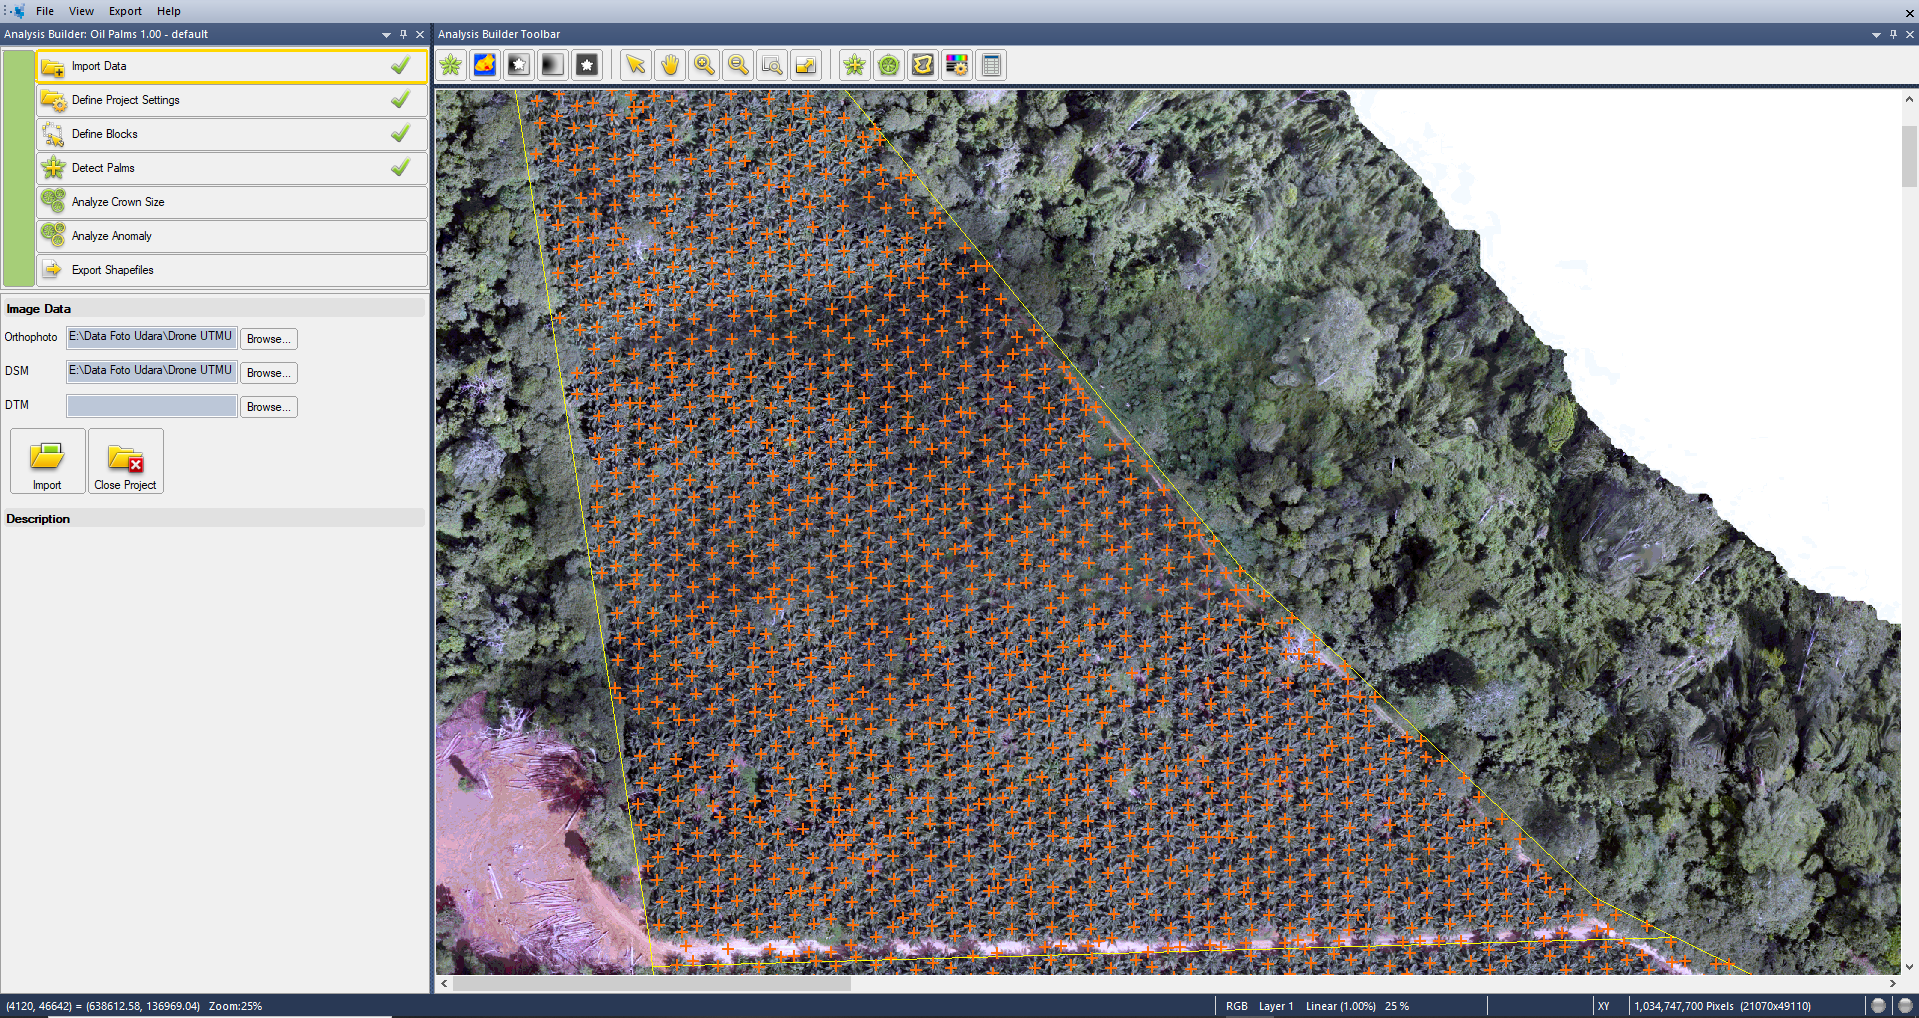 File View Export Help
Analysis Builder: Oil Palms 1.00 - default
Analysis Builder Toolbar
Import Data
Define Project Settings
Define Blocks
Detect Palms
Analyze Crown Size
Analyze Anomaly
Export Shapefiles
Image Data
Orthophoto E:\Data Foto Udara\Drone UTMU Browse...
DSM E:\Data Foto Udara\Drone UTMU Browse...
DTM Browse...
Import Close Project
Description
(4120, 46642) = (638612.58, 136969.04) Zoom:25% RGB Layer 1 Linear (1.00%) 25 % XY 1,034,747,700 Pixels (21070x49110)